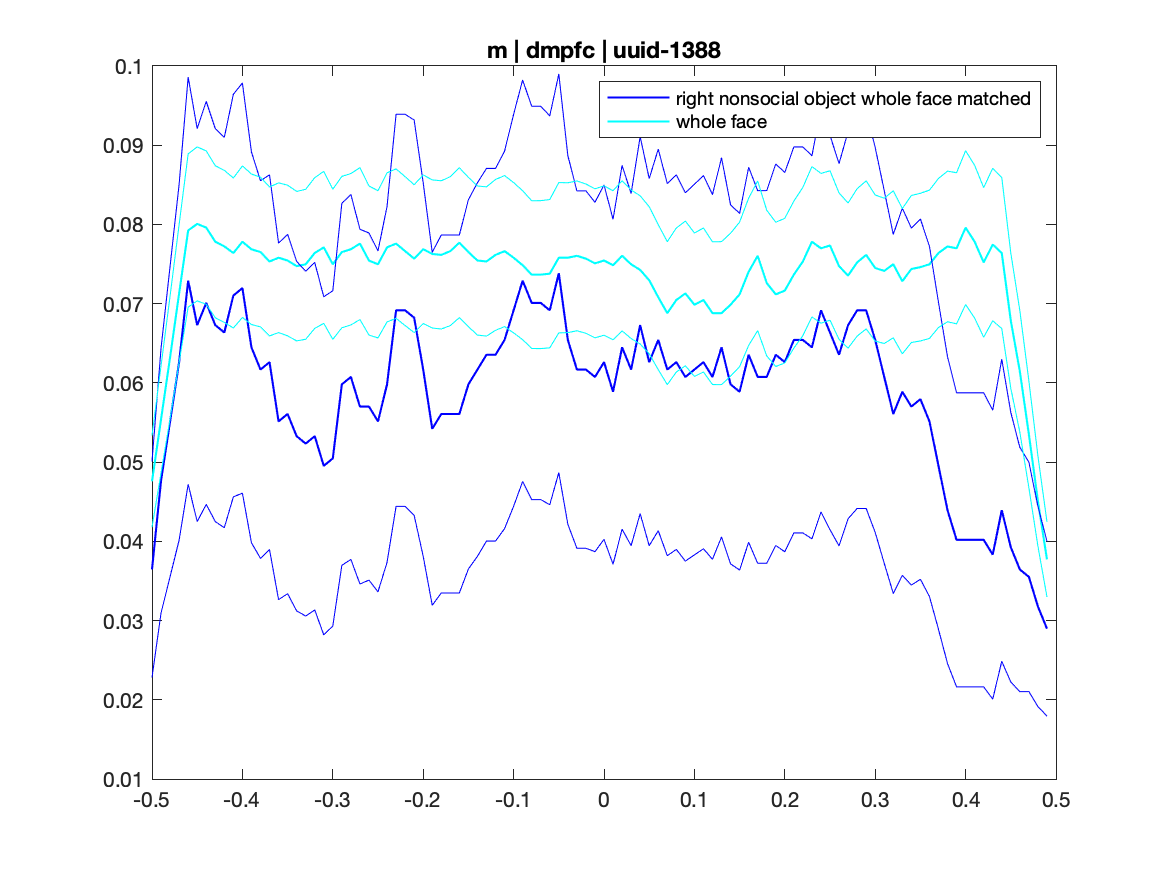 m | dmpfc | uuid-1388
right nonsocial object whole face matched
whole face
0.1
0.09
0.08
0.07
0.06
0.05
0.04
0.03
0.02
0.01
-0.5 -0.4 -0.3 -0.2 -0.1 0 0.1 0.2 0.3 0.4 0.5